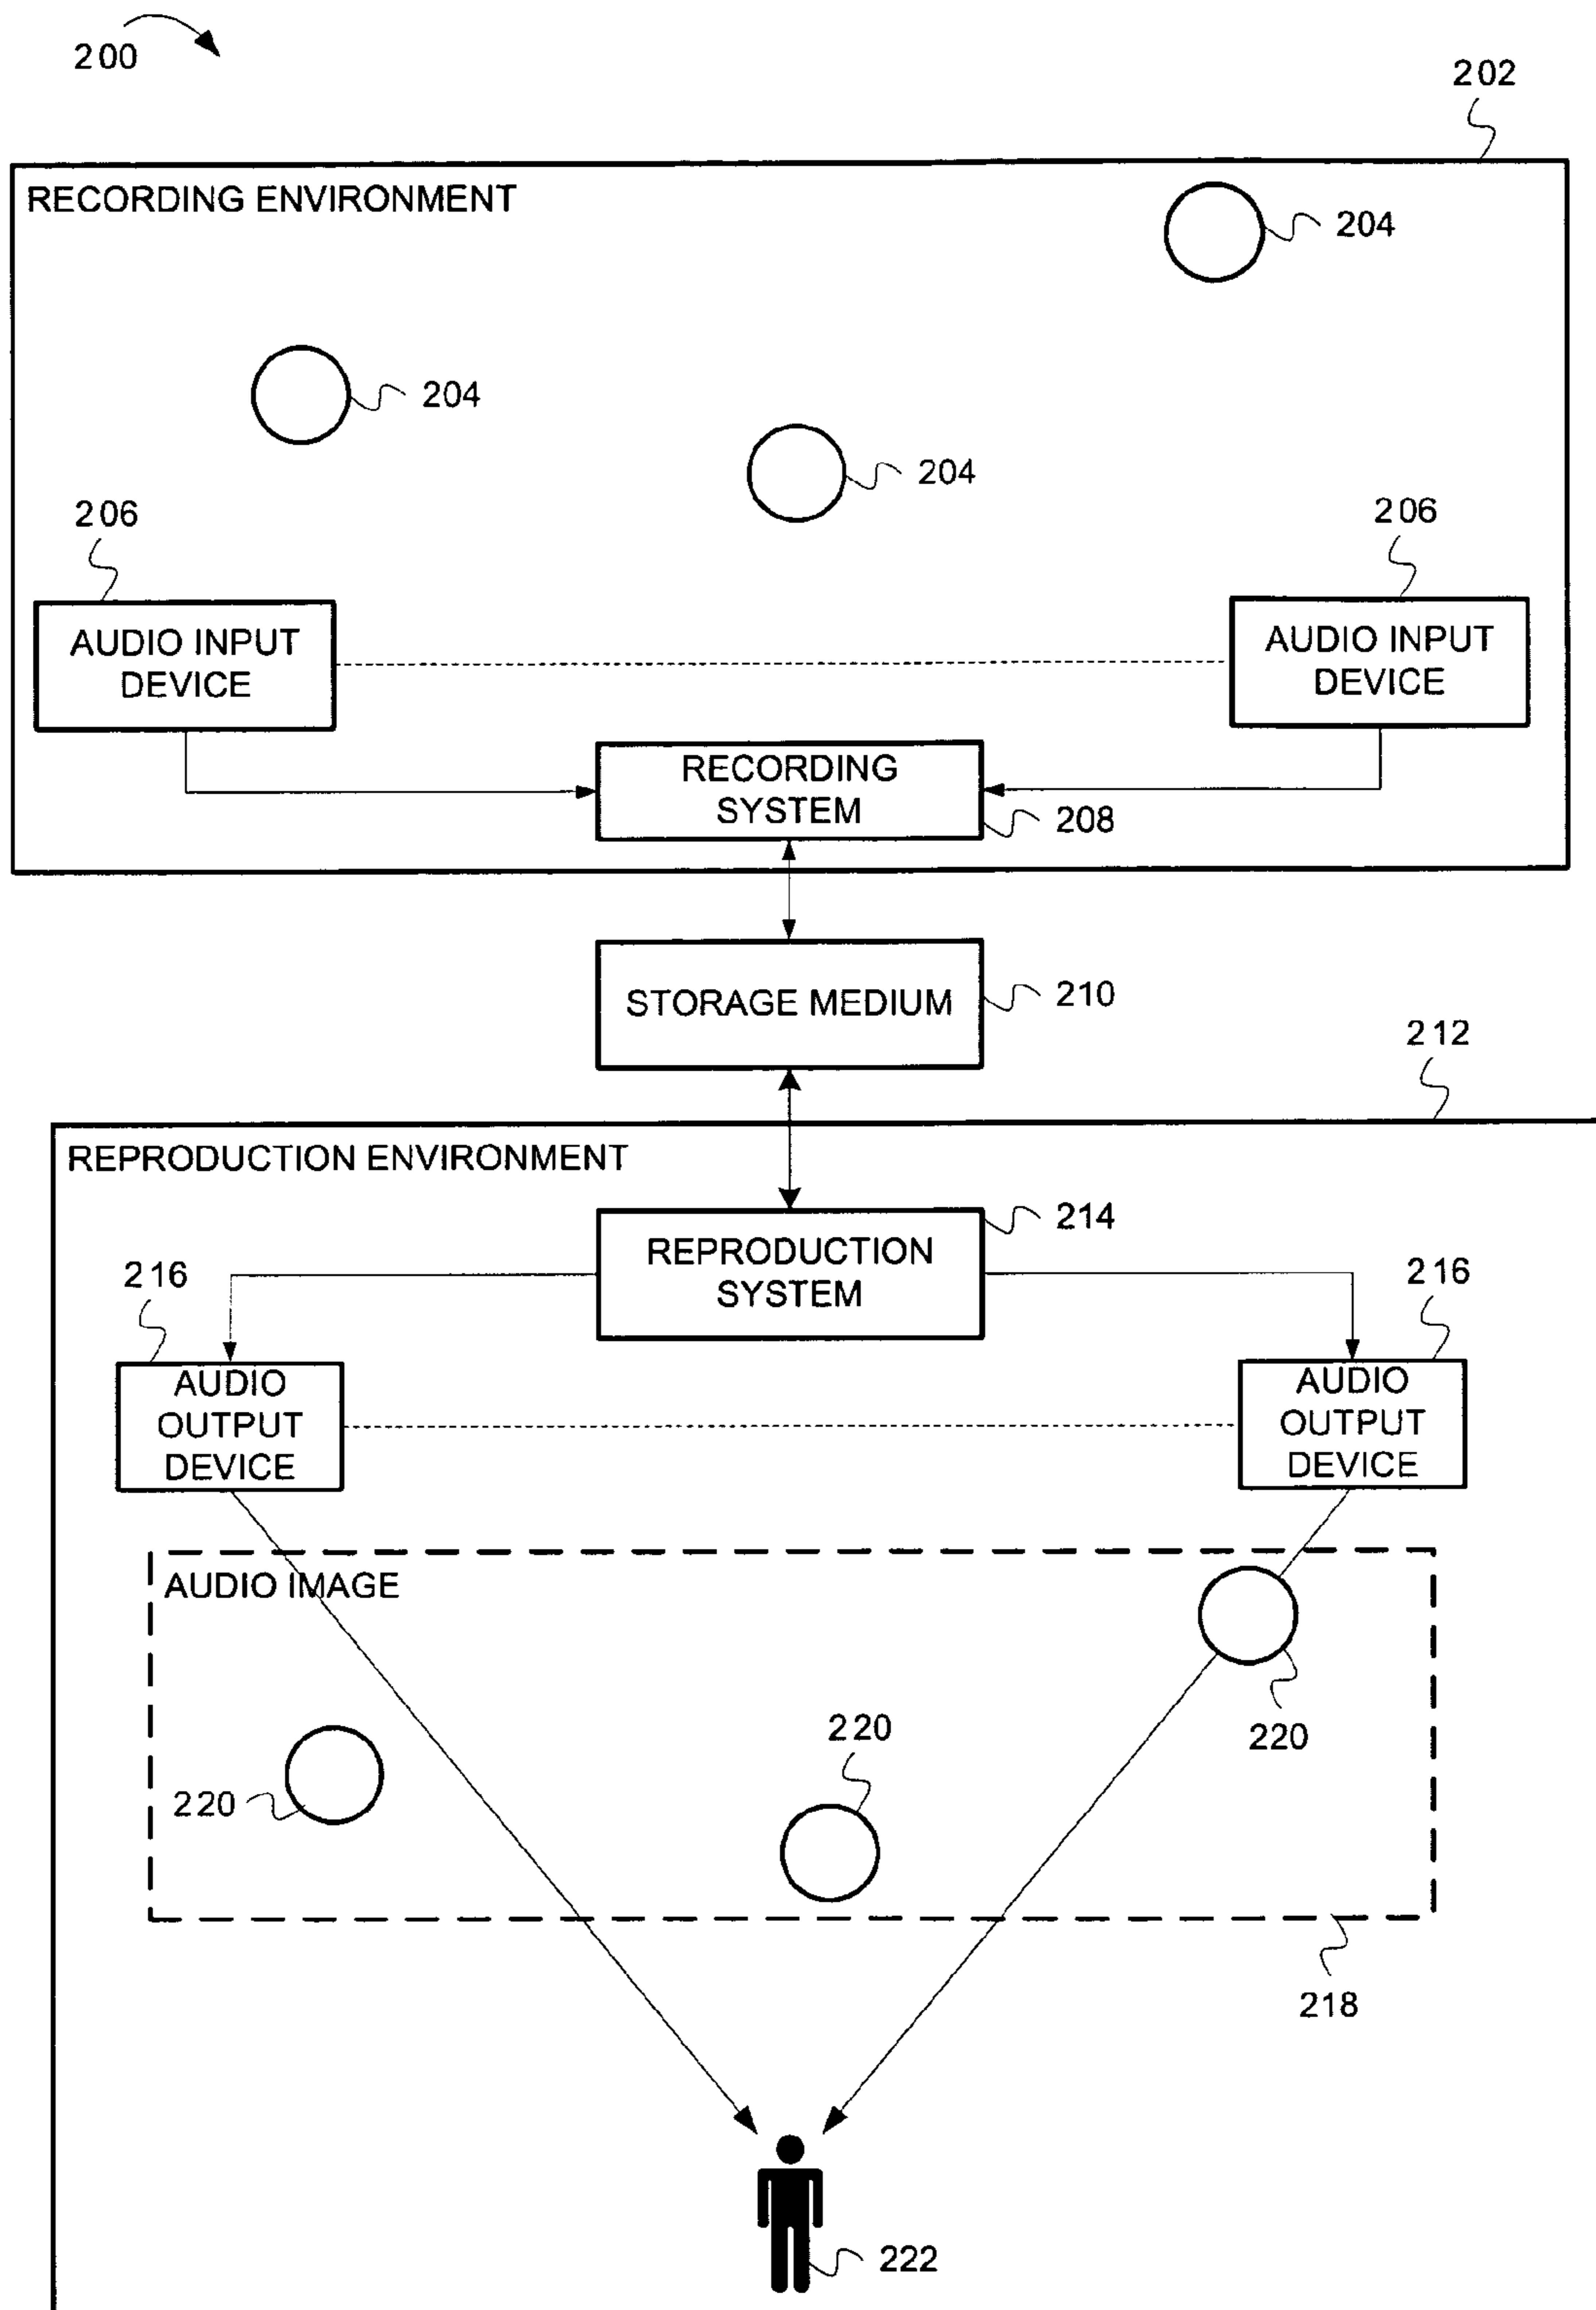 200
202
RECORDING ENVIRONMENT
204
204
204
206
206
AUDIO INPUT
DEVICE
AUDIO INPUT
DEVICE
RECORDING
SYSTEM
208
STORAGE MEDIUM
210
212
REPRODUCTION ENVIRONMENT
214
REPRODUCTION
SYSTEM
216
216
AUDIO
OUTPUT
DEVICE
AUDIO
OUTPUT
DEVICE
AUDIO IMAGE
220
220
220
218
222